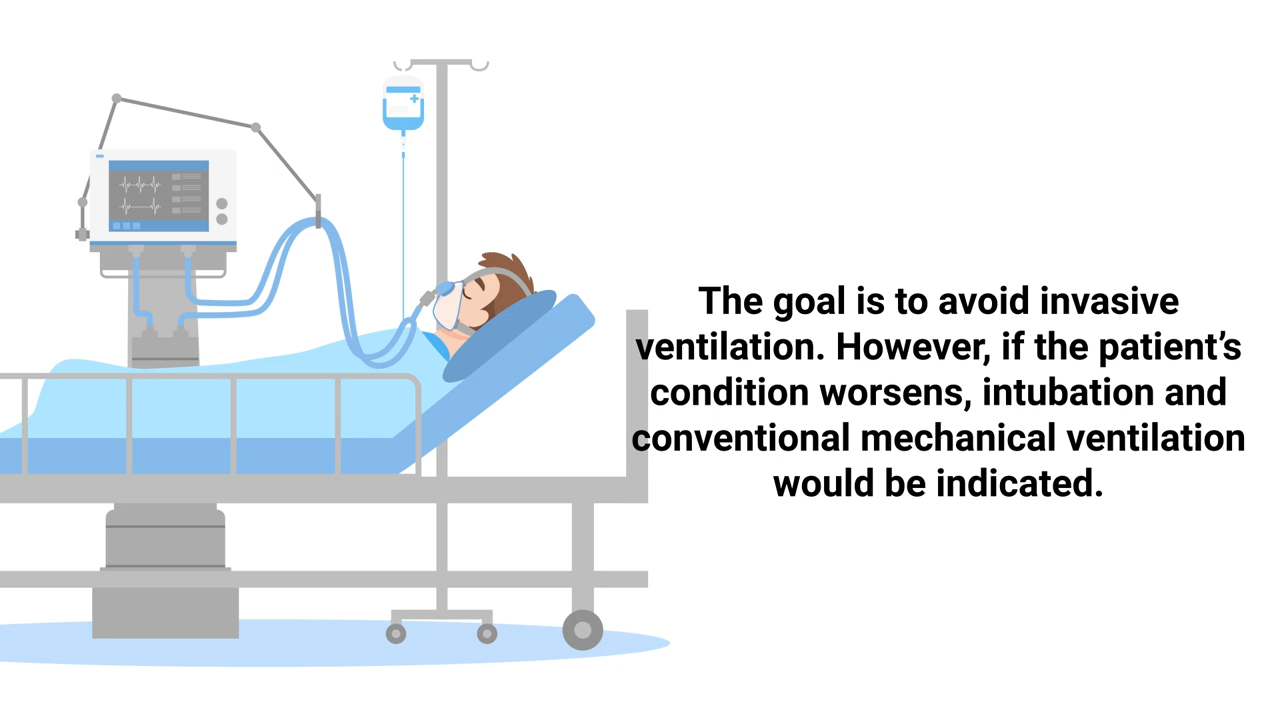 The goal is to avoid invasive
ventilation. However, if the patient’s
condition worsens, intubation and
conventional mechanical ventilation
would be indicated.